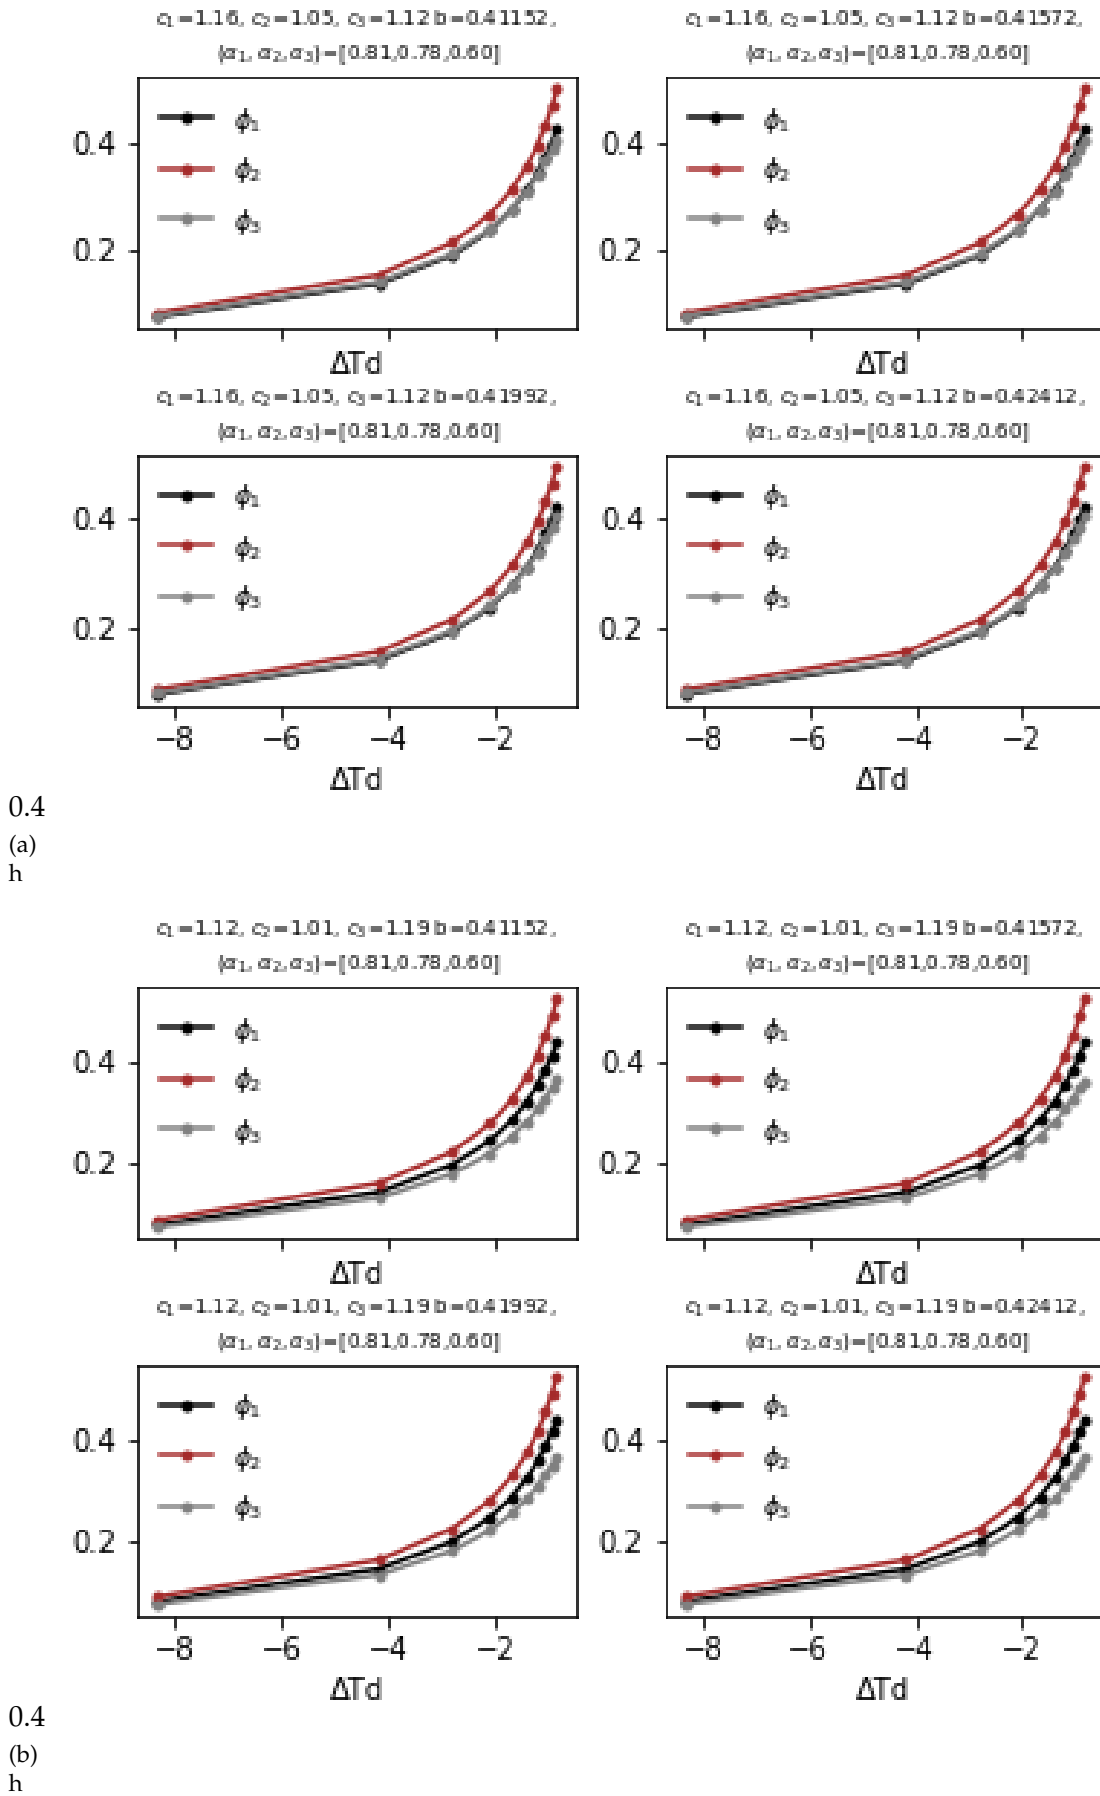 c₁=1.16, c₂=1.05, c₃=1.12 b=0.41152,
(α₁, α₂,α₃)=[0.81,0.78,0.60]
c₁=1.16, c₂=1.05, c₃=1.12 b=0.41572,
(α₁, α₂,α₃)=[0.81,0.78,0.60]
0.4
0.2
ϕ₁
ϕ₂
ϕ₃
ΔTd
0.4
0.2
ϕ₁
ϕ₂
ϕ₃
ΔTd
c₁=1.16, c₂=1.05, c₃=1.12 b=0.41992,
(α₁, α₂,α₃)=[0.81,0.78,0.60]
c₁=1.16, c₂=1.05, c₃=1.12 b=0.42412,
(α₁, α₂,α₃)=[0.81,0.78,0.60]
0.4
0.2
ϕ₁
ϕ₂
ϕ₃
−8 −6 −4 −2
ΔTd
0.4
0.2
ϕ₁
ϕ₂
ϕ₃
−8 −6 −4 −2
ΔTd
0.4
(a)
h
c₁=1.12, c₂=1.01, c₃=1.19 b=0.41152,
(α₁, α₂,α₃)=[0.81,0.78,0.60]
c₁=1.12, c₂=1.01, c₃=1.19 b=0.41572,
(α₁, α₂,α₃)=[0.81,0.78,0.60]
0.4
0.2
ϕ₁
ϕ₂
ϕ₃
ΔTd
0.4
0.2
ϕ₁
ϕ₂
ϕ₃
ΔTd
c₁=1.12, c₂=1.01, c₃=1.19 b=0.41992,
(α₁, α₂,α₃)=[0.81,0.78,0.60]
c₁=1.12, c₂=1.01, c₃=1.19 b=0.42412,
(α₁, α₂,α₃)=[0.81,0.78,0.60]
0.4
0.2
ϕ₁
ϕ₂
ϕ₃
−8 −6 −4 −2
ΔTd
0.4
0.2
ϕ₁
ϕ₂
ϕ₃
−8 −6 −4 −2
ΔTd
0.4
(b)
h